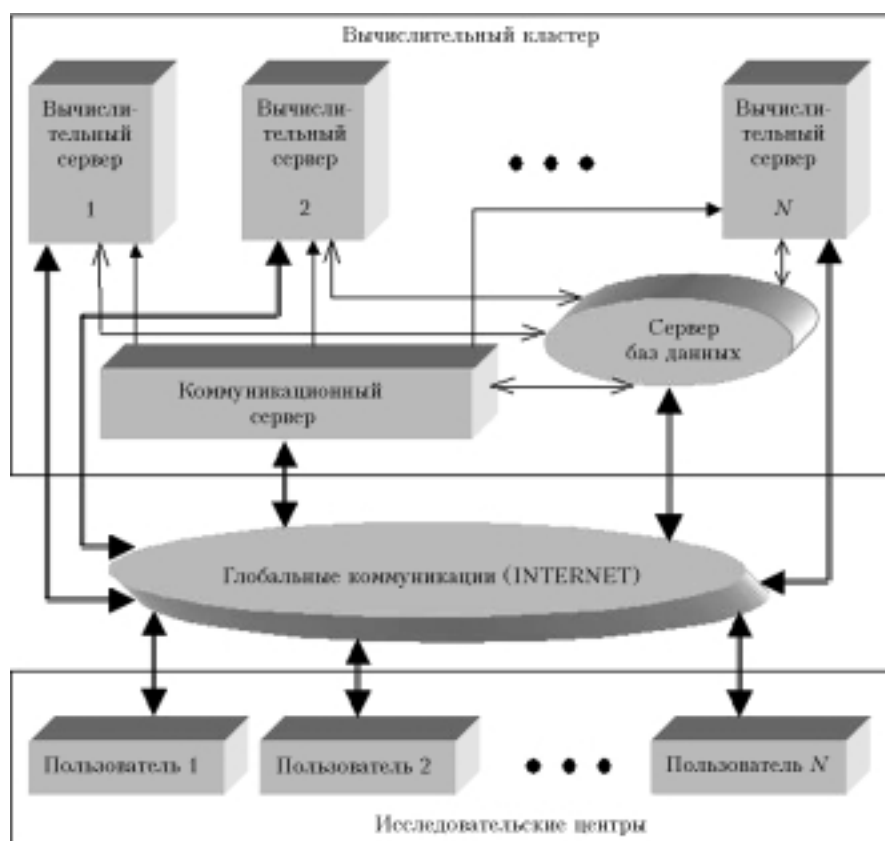 Вычислительный кластер
Вычисли-
тельный
сервер
1
Вычисли-
тельный
сервер
2
Вычисли-
тельный
сервер
N
Сервер
баз данных
Коммуникационный
сервер
Глобальные коммуникации (INTERNET)
Пользователь 1
Пользователь 2
Пользователь N
Исследовательские центры